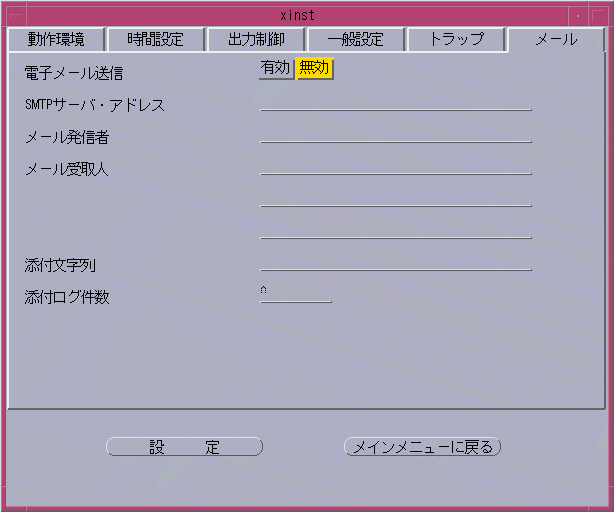 xinst
動作環境 時間設定 出力制御 一般設定 トラップ メール
電子メール送信 有効 無効
SMTPサーバ・アドレス
メール発信者
メール受取人
添付文字列
添付ログ件数
設 定 メインメニューに戻る